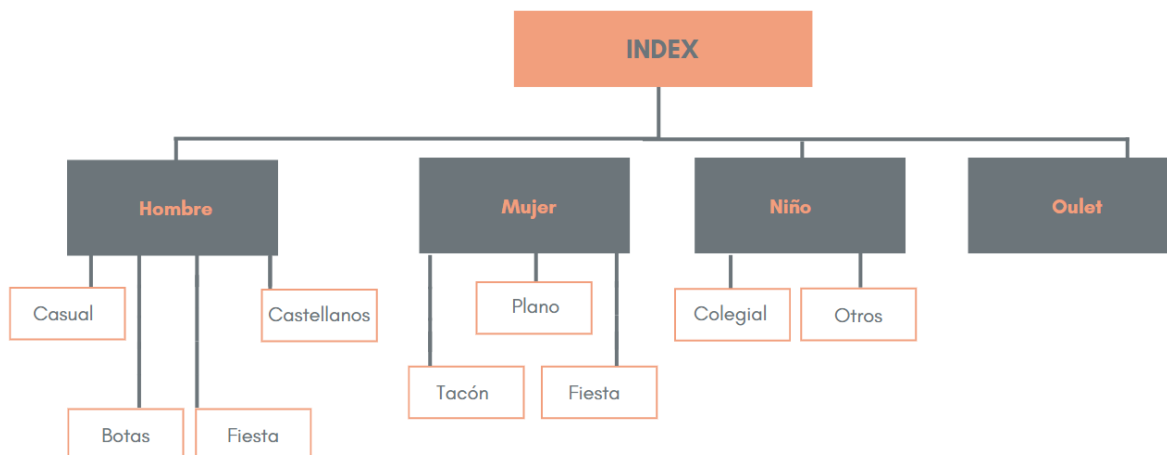 INDEX
Hombre
Mujer
Niño
Oulet
Casual
Castellanos
Plano
Colegial
Otros
Tacón
Fiesta
Botas
Fiesta